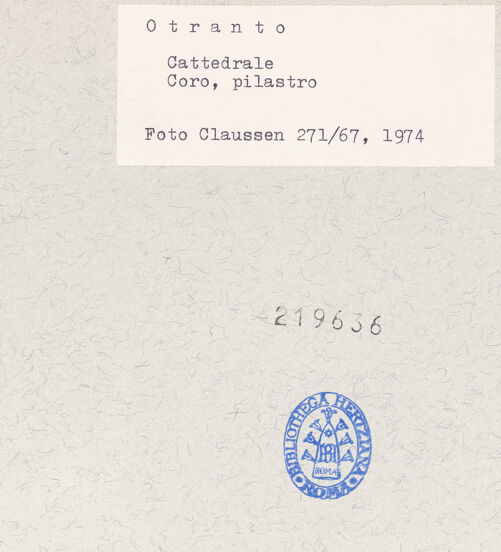 Otranto
Cattedrale
Coro, pilastro
Foto Claussen 271/67, 1974
219636
BIBLIOTHECA HERTZIANA
ROMA
ROMA